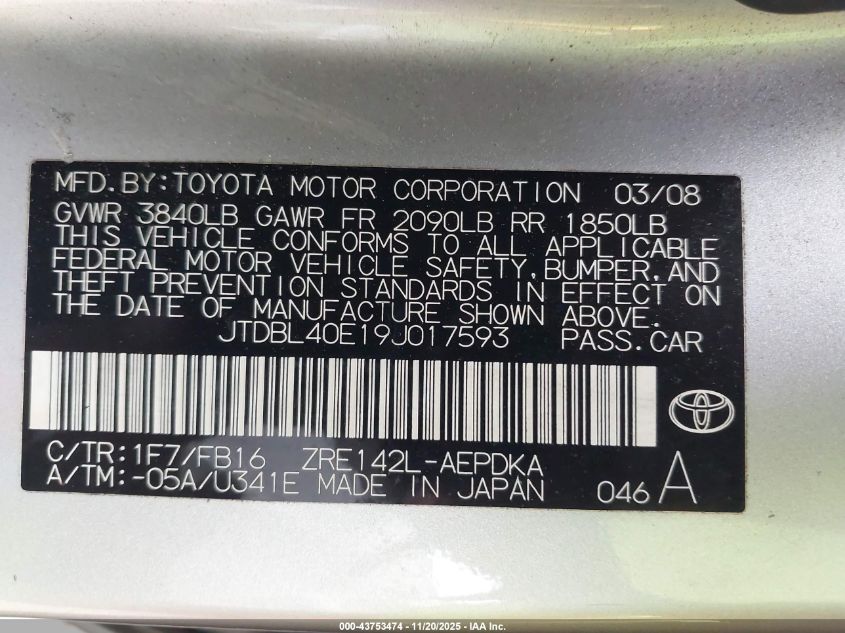 MFD.BY:TOYOTA MOTOR CORPORATION 03/08
GVWR 3840LB GAWR FR 2090LB RR 1850LB
THIS VEHICLE CONFORMS TO ALL APPLICABLE
FEDERAL MOTOR VEHICLE SAFETY,BUMPER,AND
THEFT PREVENTION STANDARDS IN EFFECT ON
THE DATE OF MANUFACTURE SHOWN ABOVE.
JTDBL40E19J017593 PASS.CAR
C/TR:1F7/FB16 ZRE142L-AEPDKA
A/TM:-05A/U341E MADE IN JAPAN 046 A
000-43753474 - 11/20/2025 - IAA Inc.